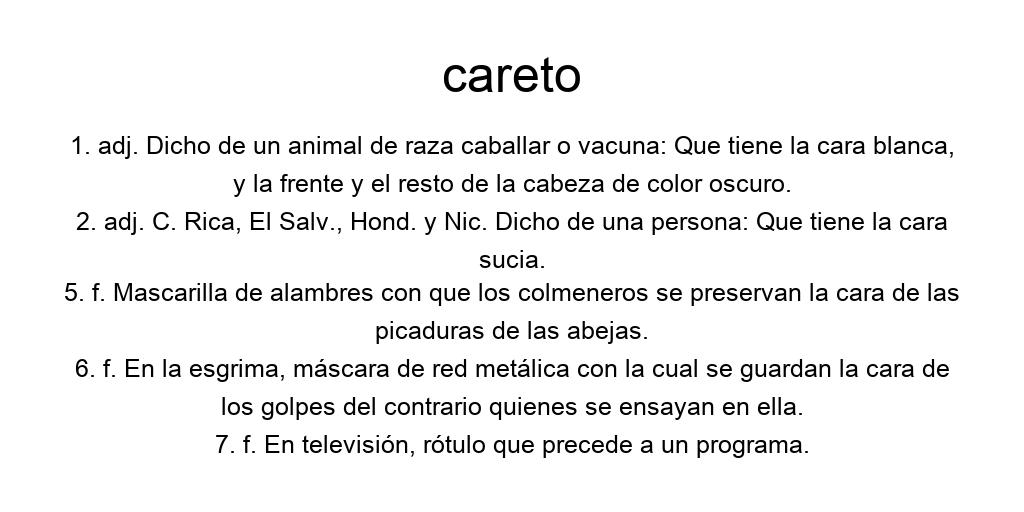 careto
1. adj. Dicho de un animal de raza caballar o vacuna: Que tiene la cara blanca,
y la frente y el resto de la cabeza de color oscuro.
2. adj. C. Rica, El Salv., Hond. y Nic. Dicho de una persona: Que tiene la cara
sucia.
5. f. Mascarilla de alambres con que los colmeneros se preservan la cara de las
picaduras de las abejas.
6. f. En la esgrima, máscara de red metálica con la cual se guardan la cara de
los golpes del contrario quienes se ensayan en ella.
7. f. En televisión, rótulo que precede a un programa.